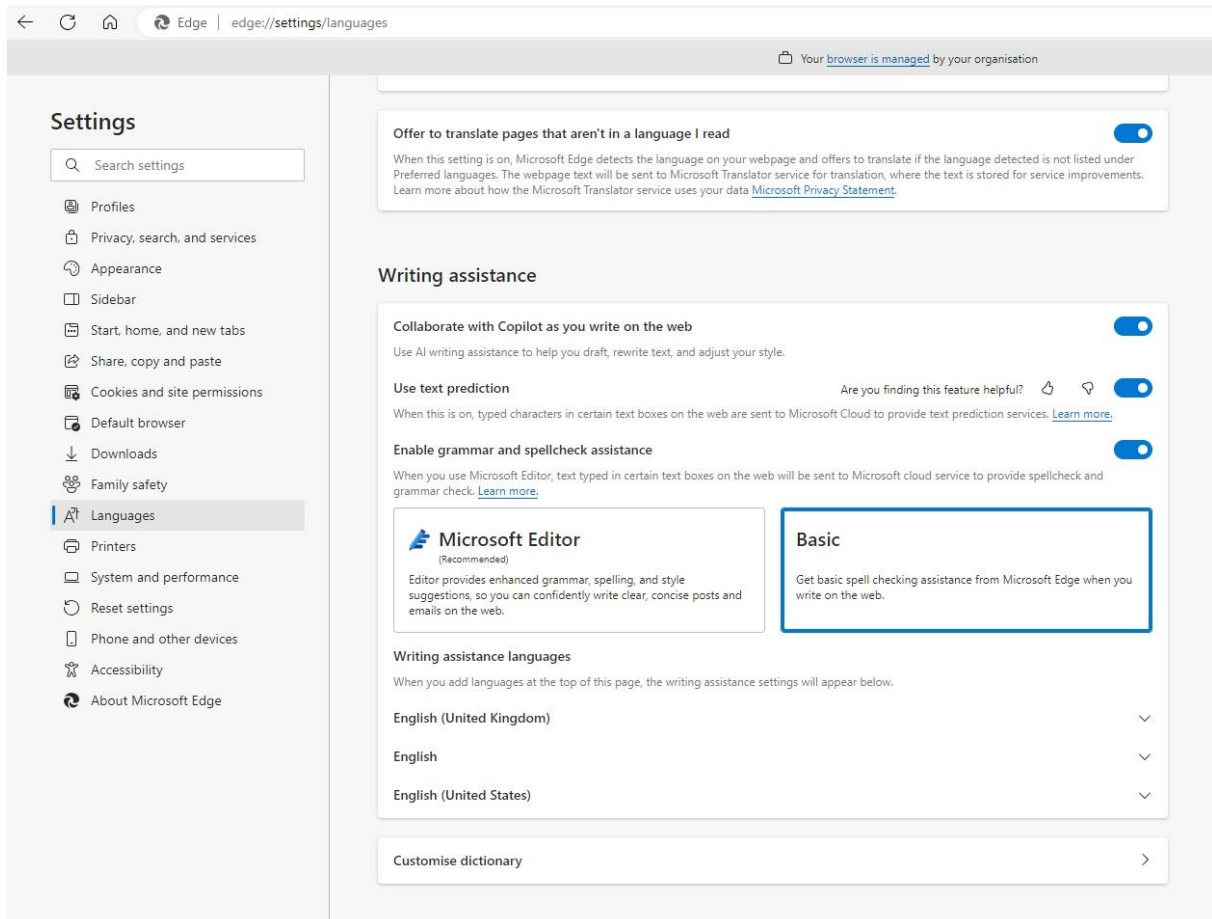 Edge | edge://settings/languages
Your browser is managed by your organisation
Settings
Search settings
Profiles
Privacy, search, and services
Appearance
Sidebar
Start, home, and new tabs
Share, copy and paste
Cookies and site permissions
Default browser
Downloads
Family safety
Languages
Printers
System and performance
Reset settings
Phone and other devices
Accessibility
About Microsoft Edge
Offer to translate pages that aren't in a language I read
When this setting is on, Microsoft Edge detects the language on your webpage and offers to translate if the language detected is not listed under
Preferred languages. The webpage text will be sent to Microsoft Translator service for translation, where the text is stored for service improvements.
Learn more about how the Microsoft Translator service uses your data Microsoft Privacy Statement.
Writing assistance
Collaborate with Copilot as you write on the web
Use AI writing assistance to help you draft, rewrite text, and adjust your style.
Use text prediction
Are you finding this feature helpful?
When this is on, typed characters in certain text boxes on the web are sent to Microsoft Cloud to provide text prediction services. Learn more.
Enable grammar and spellcheck assistance
When you use Microsoft Editor, text typed in certain text boxes on the web will be sent to Microsoft cloud service to provide spellcheck and
grammar check. Learn more.
Microsoft Editor
(Recommended)
Editor provides enhanced grammar, spelling, and style
suggestions, so you can confidently write clear, concise posts and
emails on the web.
Basic
Get basic spell checking assistance from Microsoft Edge when you
write on the web.
Writing assistance languages
When you add languages at the top of this page, the writing assistance settings will appear below.
English (United Kingdom)
English
English (United States)
Customise dictionary